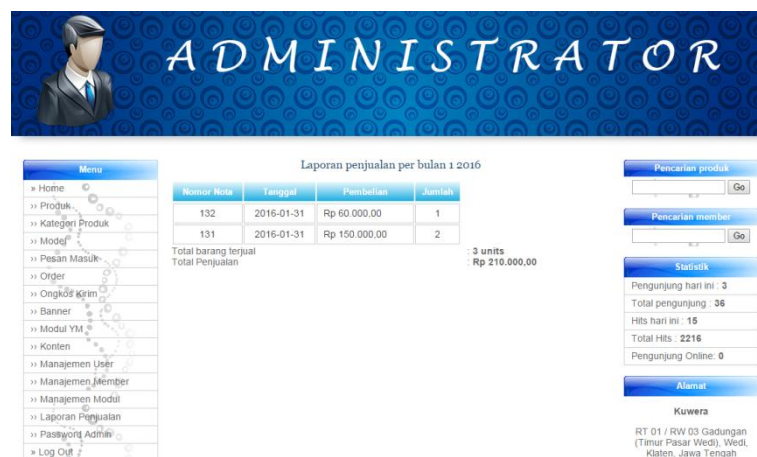 ADMINISTRATOR
Menu
» Home
›› Produk
›› Kategori Produk
›› Model
›› Pesan Masuk
›› Order
›› Ongkos Kirim
›› Banner
›› Modul YM
›› Konten
›› Manajemen User
›› Manajemen Member
›› Manajemen Modul
›› Laporan Penjualan
›› Password Admin
» Log Out
Laporan penjualan per bulan 1 2016
Nomor Nota Tanggal Pembelian Jumlah
132 2016-01-31 Rp 60.000,00 1
131 2016-01-31 Rp 150.000,00 2
Total barang terjual : 3 units
Total Penjualan : Rp 210.000,00
Pencarian produk
Go
Pencarian member
Go
Statistik
Pengunjung hari ini : 3
Total pengunjung : 36
Hits hari ini : 15
Total Hits : 2216
Pengunjung Online: 0
Alamat
Kuwera
RT 01 / RW 03 Gadungan
(Timur Pasar Wedi), Wedi,
Klaten, Jawa Tengah